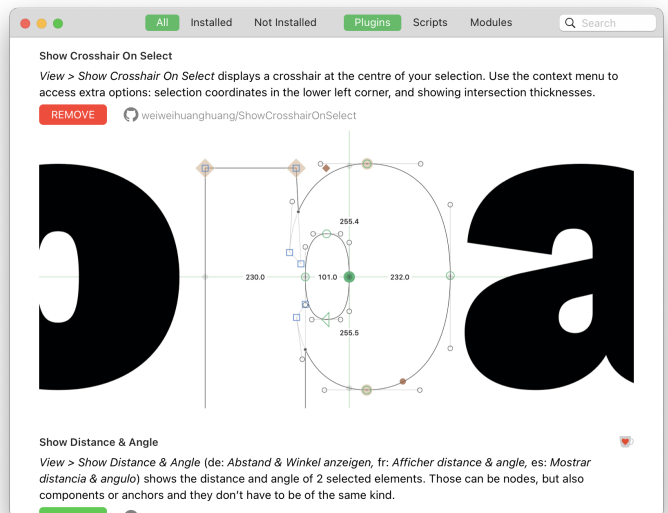 All Installed Not Installed Plugins Scripts Modules Search
Show Crosshair On Select
View > Show Crosshair On Select displays a crosshair at the centre of your selection. Use the context menu to
access extra options: selection coordinates in the lower left corner, and showing intersection thicknesses.
REMOVE weiweihuanghuang/ShowCrosshairOnSelect
255.4
230.0 101.0 232.0
255.5
Show Distance & Angle
View > Show Distance & Angle (de: Abstand & Winkel anzeigen, fr: Afficher distance & angle, es: Mostrar
distancia & angulo) shows the distance and angle of 2 selected elements. Those can be nodes, but also
components or anchors and they don’t have to be of the same kind.